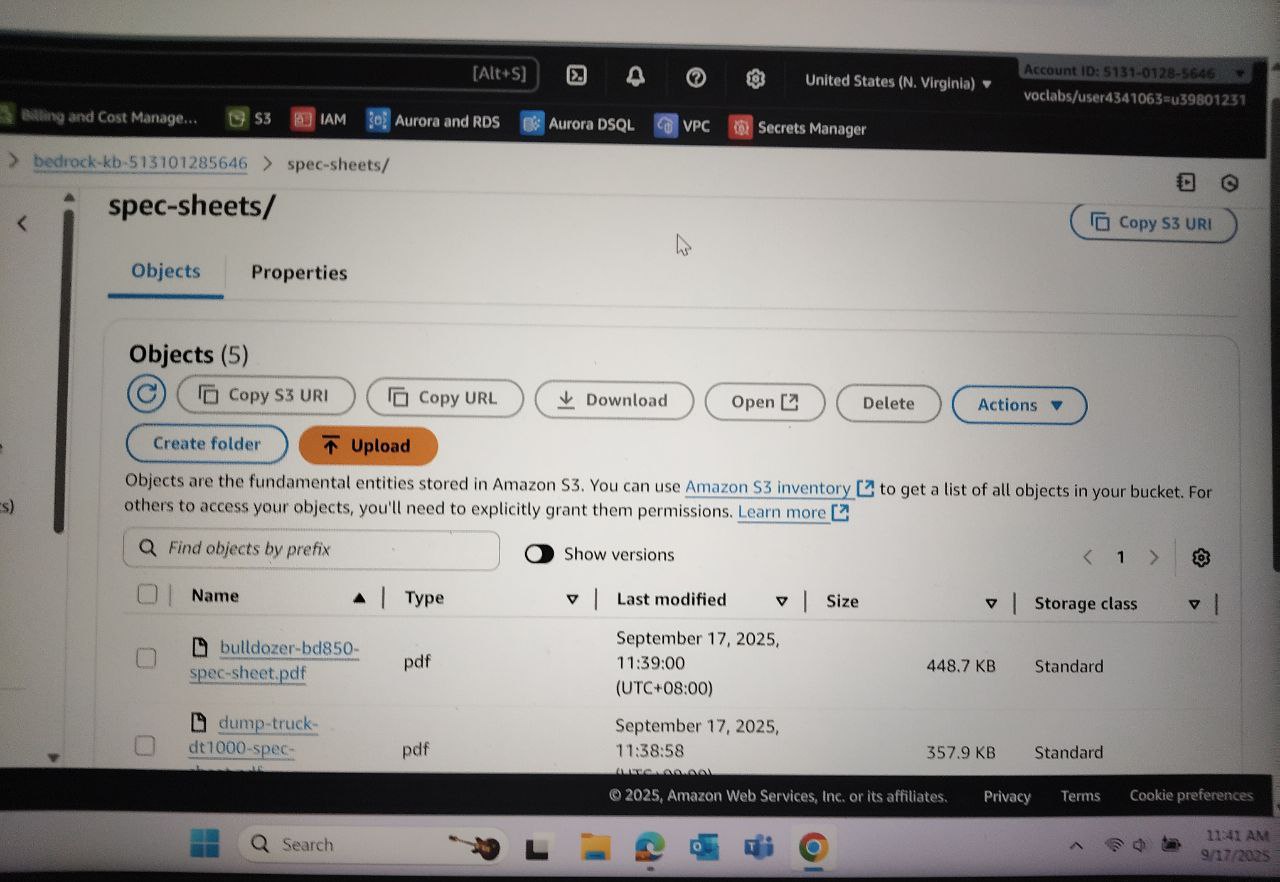 [Alt+S]
United States (N. Virginia)
Account ID: 5131-0128-5646
voclabs/user4341063=u39801231
Billing and Cost Manage...
S3
IAM
Aurora and RDS
Aurora DSQL
VPC
Secrets Manager
bedrock-kb-513101285646 > spec-sheets/
spec-sheets/
Copy S3 URI
Objects
Properties
Objects (5)
Copy S3 URI
Copy URL
Download
Open
Delete
Actions
Create folder
Upload
Objects are the fundamental entities stored in Amazon S3. You can use Amazon S3 inventory to get a list of all objects in your bucket. For
others to access your objects, you'll need to explicitly grant them permissions. Learn more
s)
Find objects by prefix
Show versions
1
Name
Type
Last modified
Size
Storage class
bulldozer-bd850-
spec-sheet.pdf
pdf
September 17, 2025,
11:39:00
(UTC+08:00)
448.7 KB
Standard
dump-truck-
dt1000-spec-
pdf
September 17, 2025,
11:38:58
357.9 KB
Standard
© 2025, Amazon Web Services, Inc. or its affiliates.
Privacy
Terms
Cookie preferences
Search
11:41 AM
9/17/2025